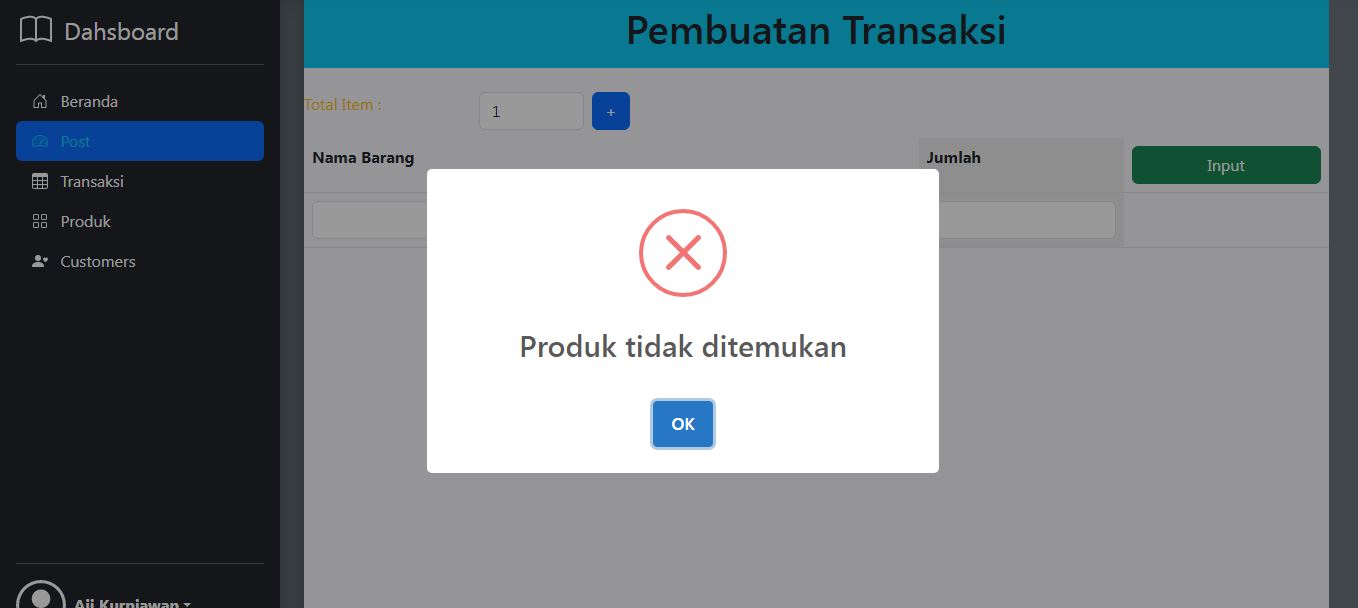 Dahsboard
Beranda
Post
Transaksi
Produk
Customers
Aji Kurniawan
Pembuatan Transaksi
Total Item :
1
+
Nama Barang
Jumlah
Input
Produk tidak ditemukan
OK